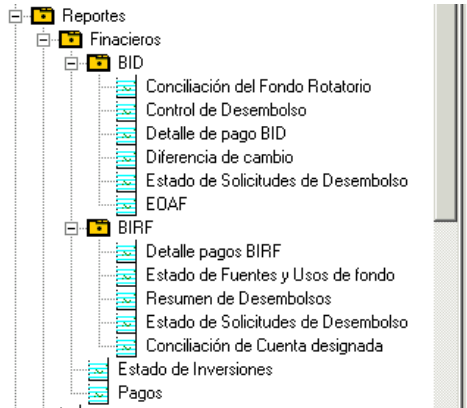 Reportes
Finacieros
BID
Conciliación del Fondo Rotatorio
Control de Desembolso
Detalle de pago BID
Diferencia de cambio
Estado de Solicitudes de Desembolso
EOAF
BIRF
Detalle pagos BIRF
Estado de Fuentes y Usos de fondo
Resumen de Desembolsos
Estado de Solicitudes de Desembolso
Conciliación de Cuenta designada
Estado de Inversiones
Pagos